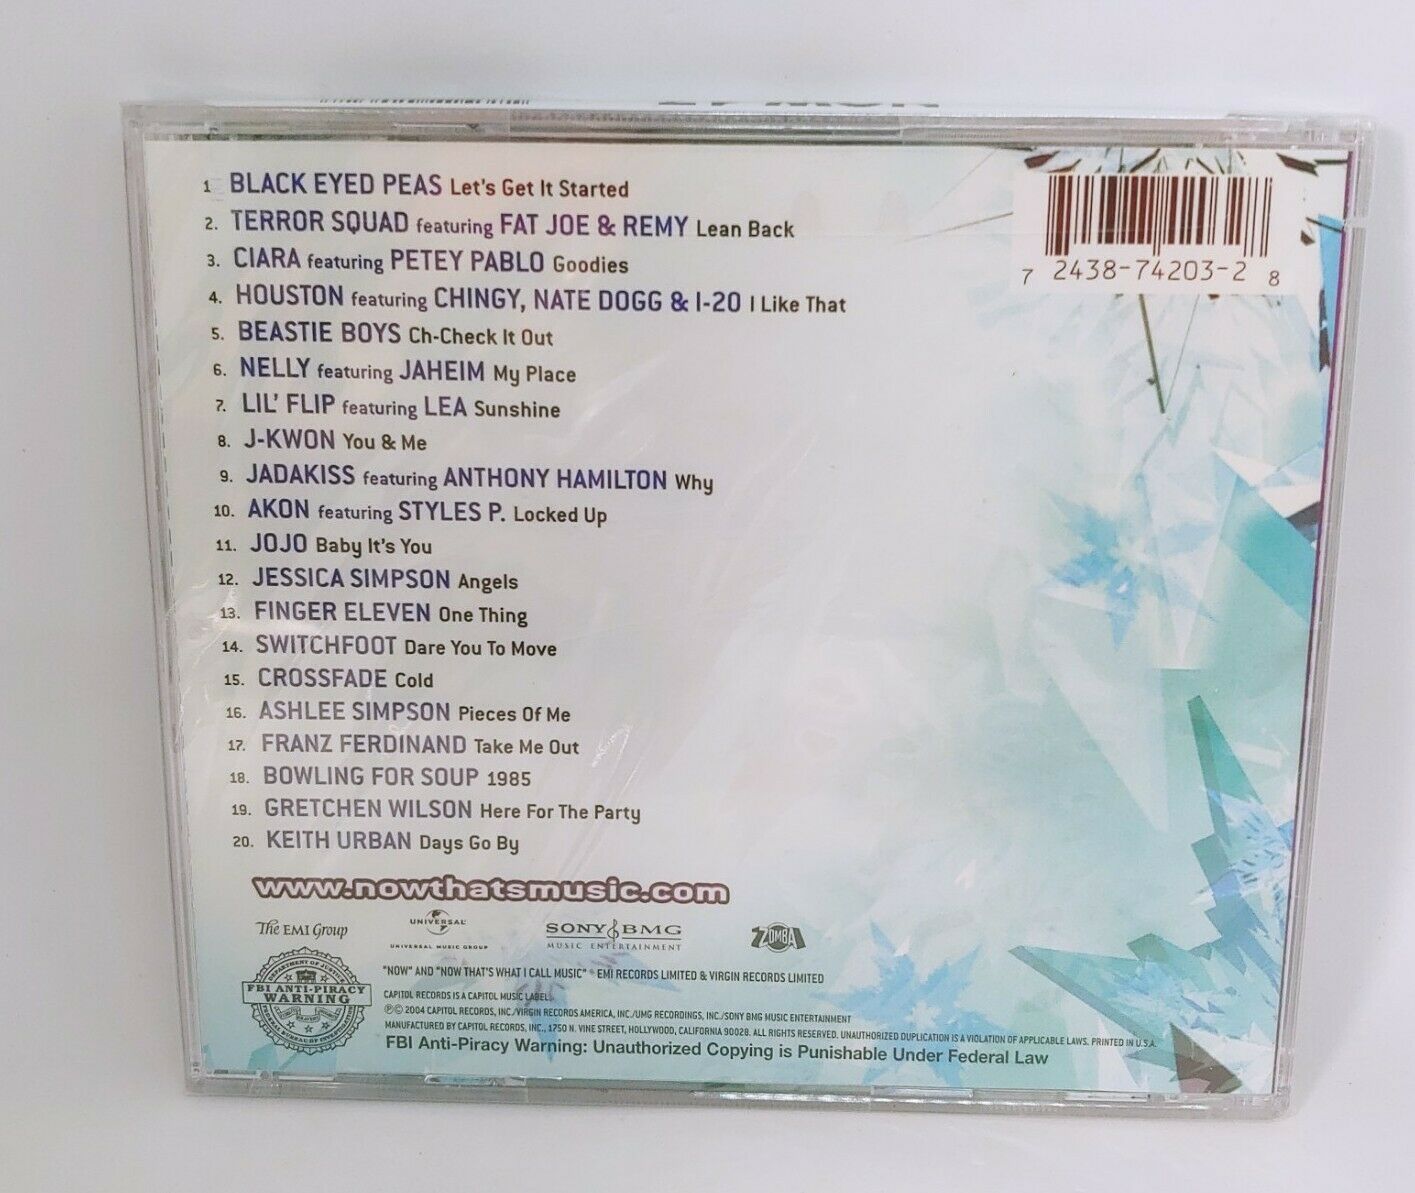 1 BLACK EYED PEAS Let's Get It Started
2. TERROR SQUAD featuring FAT JOE & REMY Lean Back
3. CIARA featuring PETEY PABLO Goodies
4. HOUSTON featuring CHINGY, NATE DOGG & I-20 I Like That
5. BEASTIE BOYS Ch-Check It Out
6. NELLY featuring JAHEIM My Place
7. LIL' FLIP featuring LEA Sunshine
8. J-KWON You & Me
9. JADAKISS featuring ANTHONY HAMILTON Why
10. AKON featuring STYLES P. Locked Up
11. JOJO Baby It's You
12. JESSICA SIMPSON Angels
13. FINGER ELEVEN One Thing
14. SWITCHFOOT Dare You To Move
15. CROSSFADE Cold
16. ASHLEE SIMPSON Pieces Of Me
17. FRANZ FERDINAND Take Me Out
18. BOWLING FOR SOUP 1985
19. GRETCHEN WILSON Here For The Party
20. KEITH URBAN Days Go By
7 2438-74203-2 8
www.nowthatsmusic.com
The EMI Group
UNIVERSAL
UNIVERSAL MUSIC GROUP
SONY BMG
MUSIC ENTERTAINMENT
ZOMBA
DEPARTMENT OF JUSTICE
FBI ANTI-PIRACY
WARNING
FEDERAL BUREAU OF INVESTIGATION
"NOW" AND "NOW THAT'S WHAT I CALL MUSIC" - EMI RECORDS LIMITED & VIRGIN RECORDS LIMITED
CAPITOL RECORDS IS A CAPITOL MUSIC LABEL.
℗© 2004 CAPITOL RECORDS, INC./VIRGIN RECORDS AMERICA, INC./UMG RECORDINGS, INC./SONY BMG MUSIC ENTERTAINMENT
MANUFACTURED BY CAPITOL RECORDS, INC., 1750 N. VINE STREET, HOLLYWOOD, CALIFORNIA 90028. ALL RIGHTS RESERVED. UNAUTHORIZED DUPLICATION IS A VIOLATION OF APPLICABLE LAWS. PRINTED IN U.S.A.
FBI Anti-Piracy Warning: Unauthorized Copying is Punishable Under Federal Law